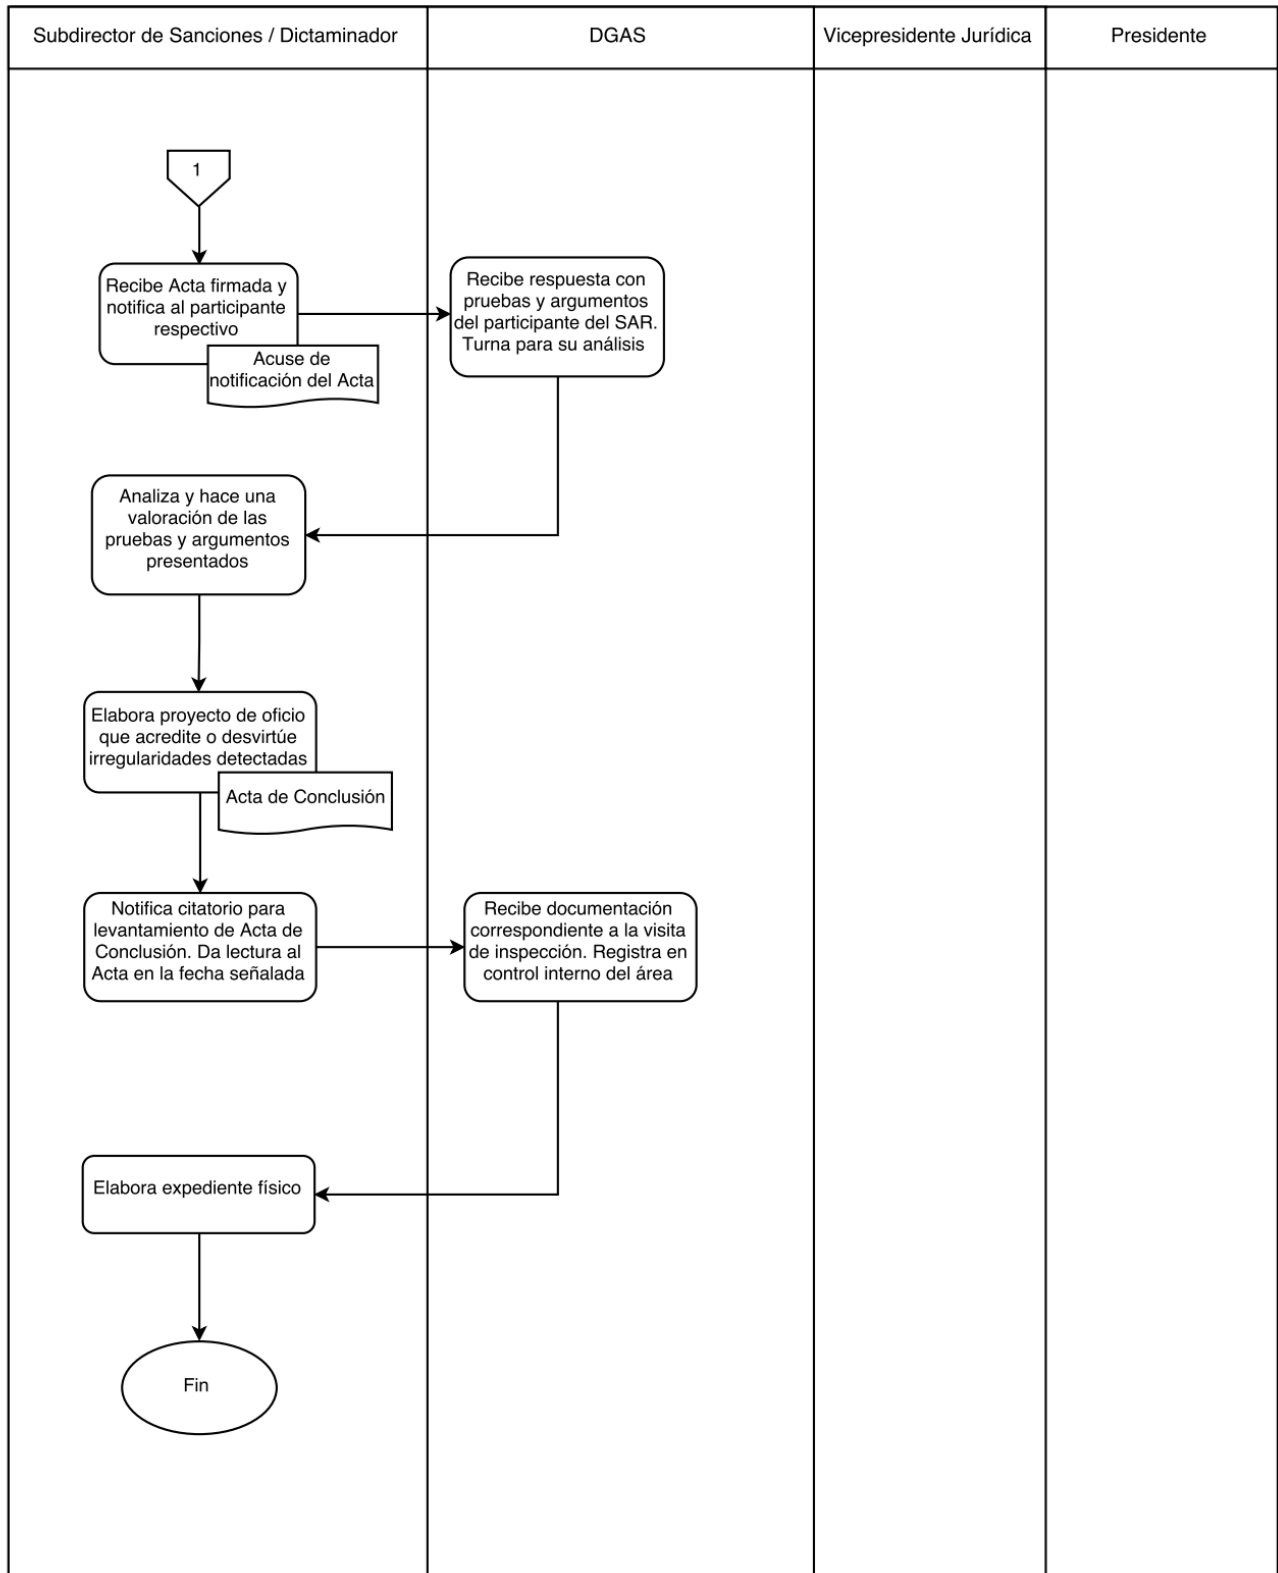 Subdirector de Sanciones / Dictaminador
DGAS
Vicepresidente Jurídica
Presidente
1
Recibe Acta firmada y
notifica al participante
respectivo
Acuse de
notificación del Acta
Recibe respuesta con
pruebas y argumentos
del participante del SAR.
Turna para su análisis
Analiza y hace una
valoración de las
pruebas y argumentos
presentados
Elabora proyecto de oficio
que acredite o desvirtúe
irregularidades detectadas
Acta de Conclusión
Notifica citatorio para
levantamiento de Acta de
Conclusión. Da lectura al
Acta en la fecha señalada
Recibe documentación
correspondiente a la visita
de inspección. Registra en
control interno del área
Elabora expediente físico
Fin